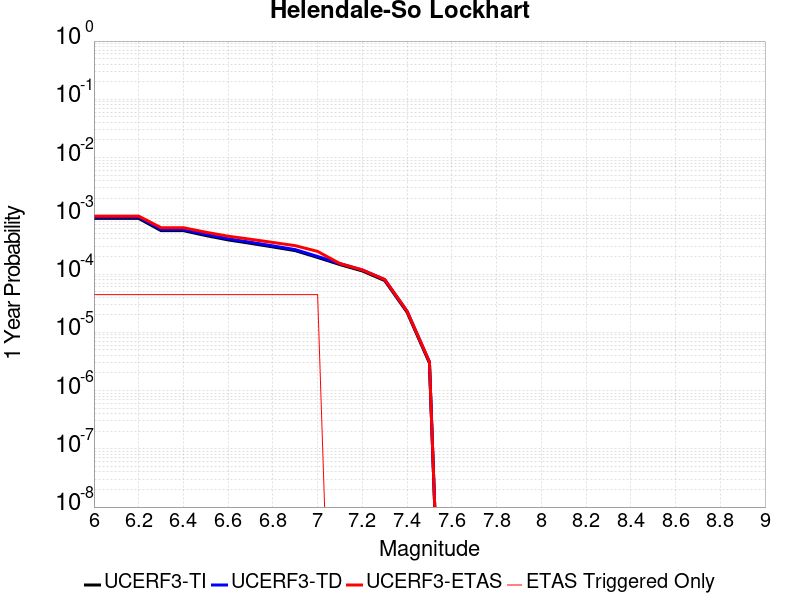 Helendale-So Lockhart
10 0
10 -1
10 -2
10 -3
10 -4
10 -5
10 -6
10 -7
10 -8
1 Year Probability
6 6.2 6.4 6.6 6.8 7 7.2 7.4 7.6 7.8 8 8.2 8.4 8.6 8.8 9
Magnitude
UCERF3-TI UCERF3-TD UCERF3-ETAS ETAS Triggered Only